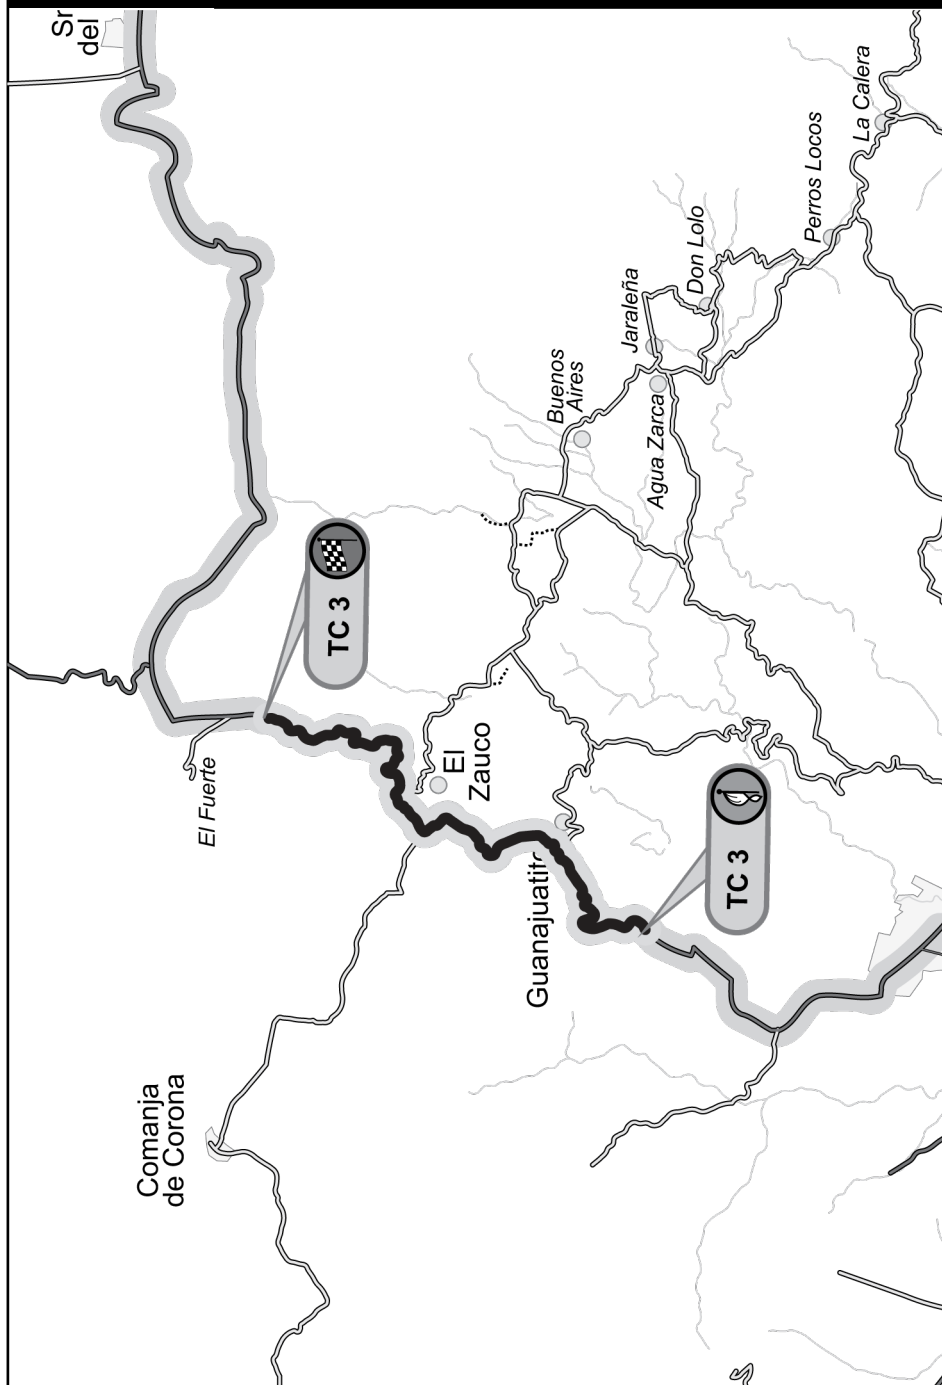 Sr
del
La Calera
Perros Locos
Don Lolo
Jaraleña
Buenos
Aires
Agua Zarca
TC 3
El Fuerte
El
Zauco
TC 3
Comanja
de Corona